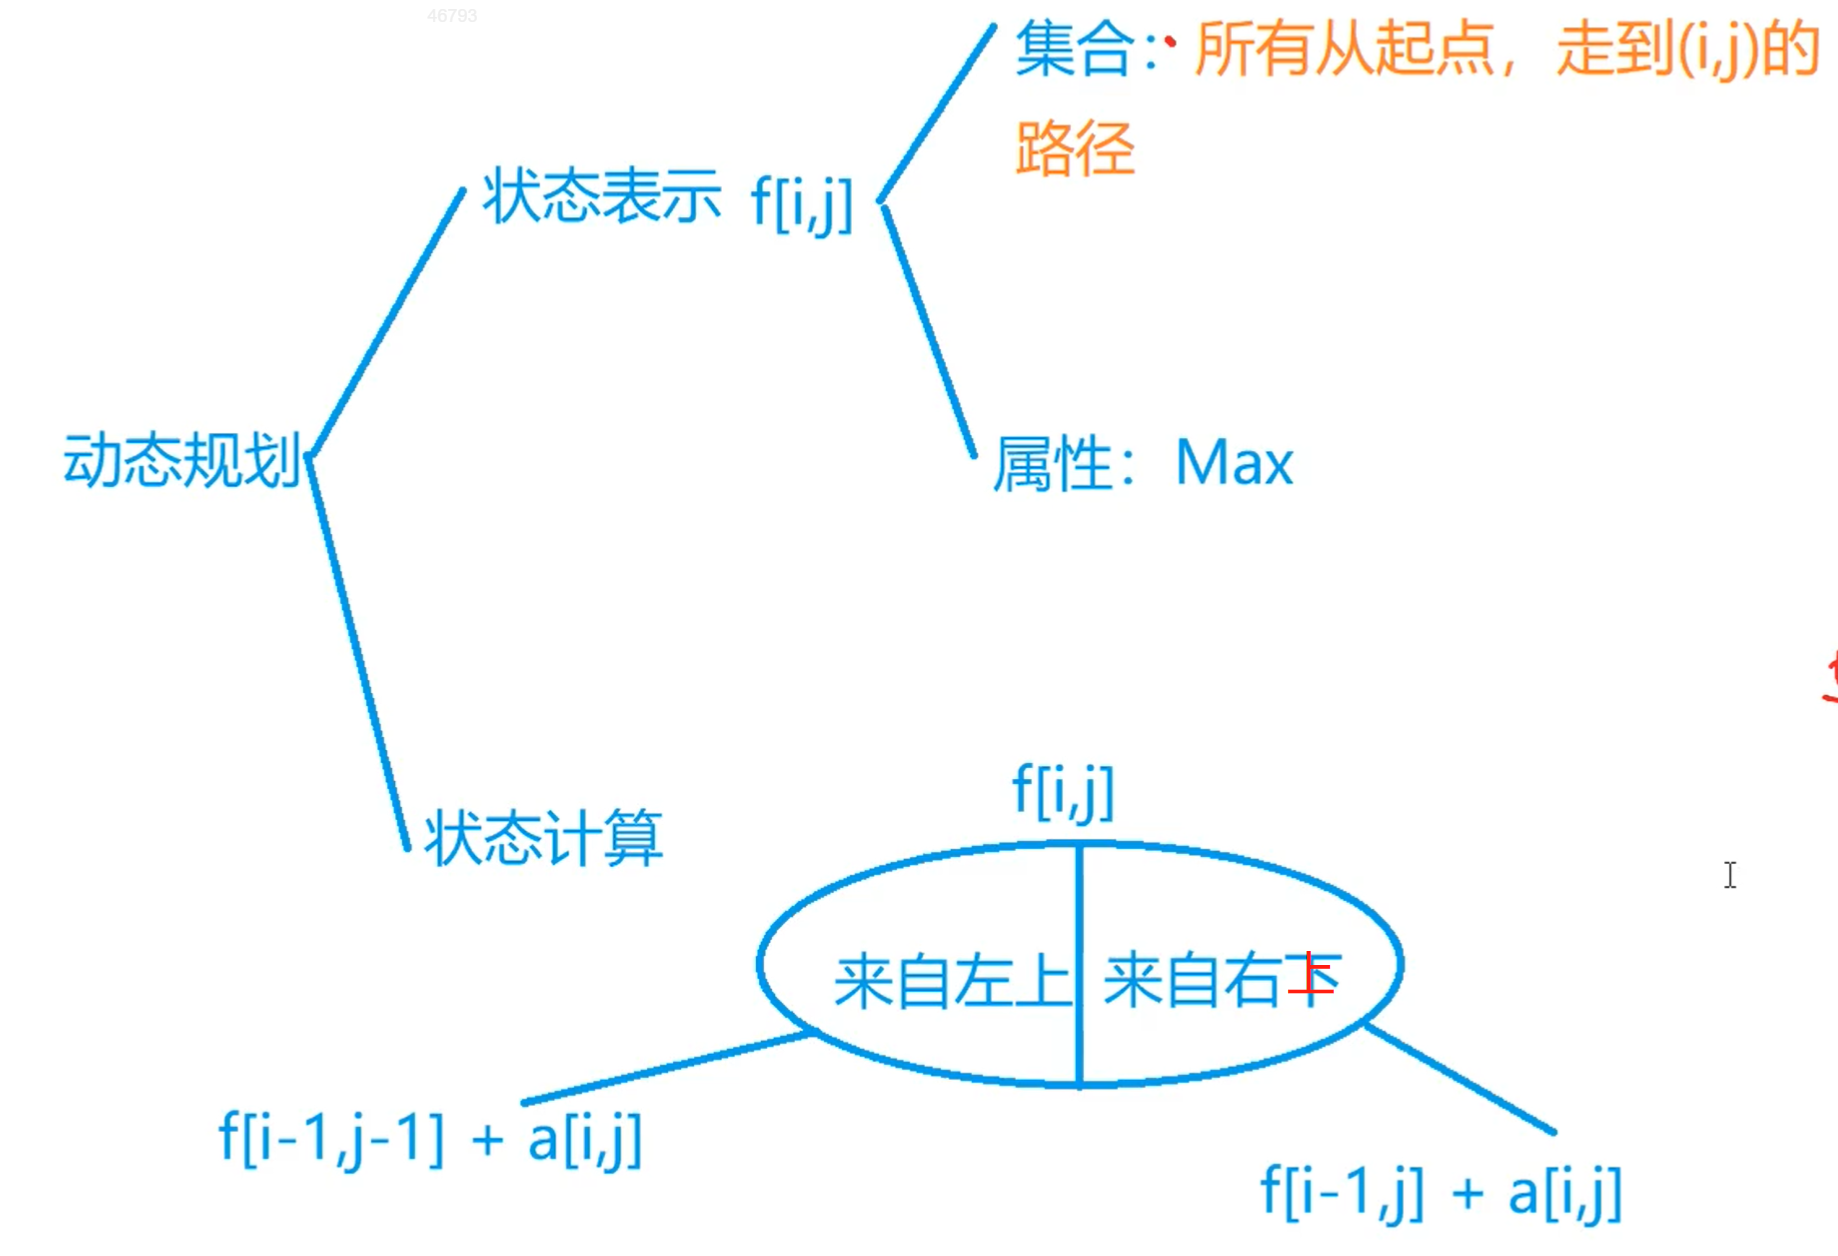 46793
集合：所有从起点，走到(i,j)的
路径
状态表示 f[i,j]
动态规划
属性：Max
状态计算
f[i,j]
来自左上 来自右上
f[i-1,j-1] + a[i,j]
f[i-1,j] + a[i,j]